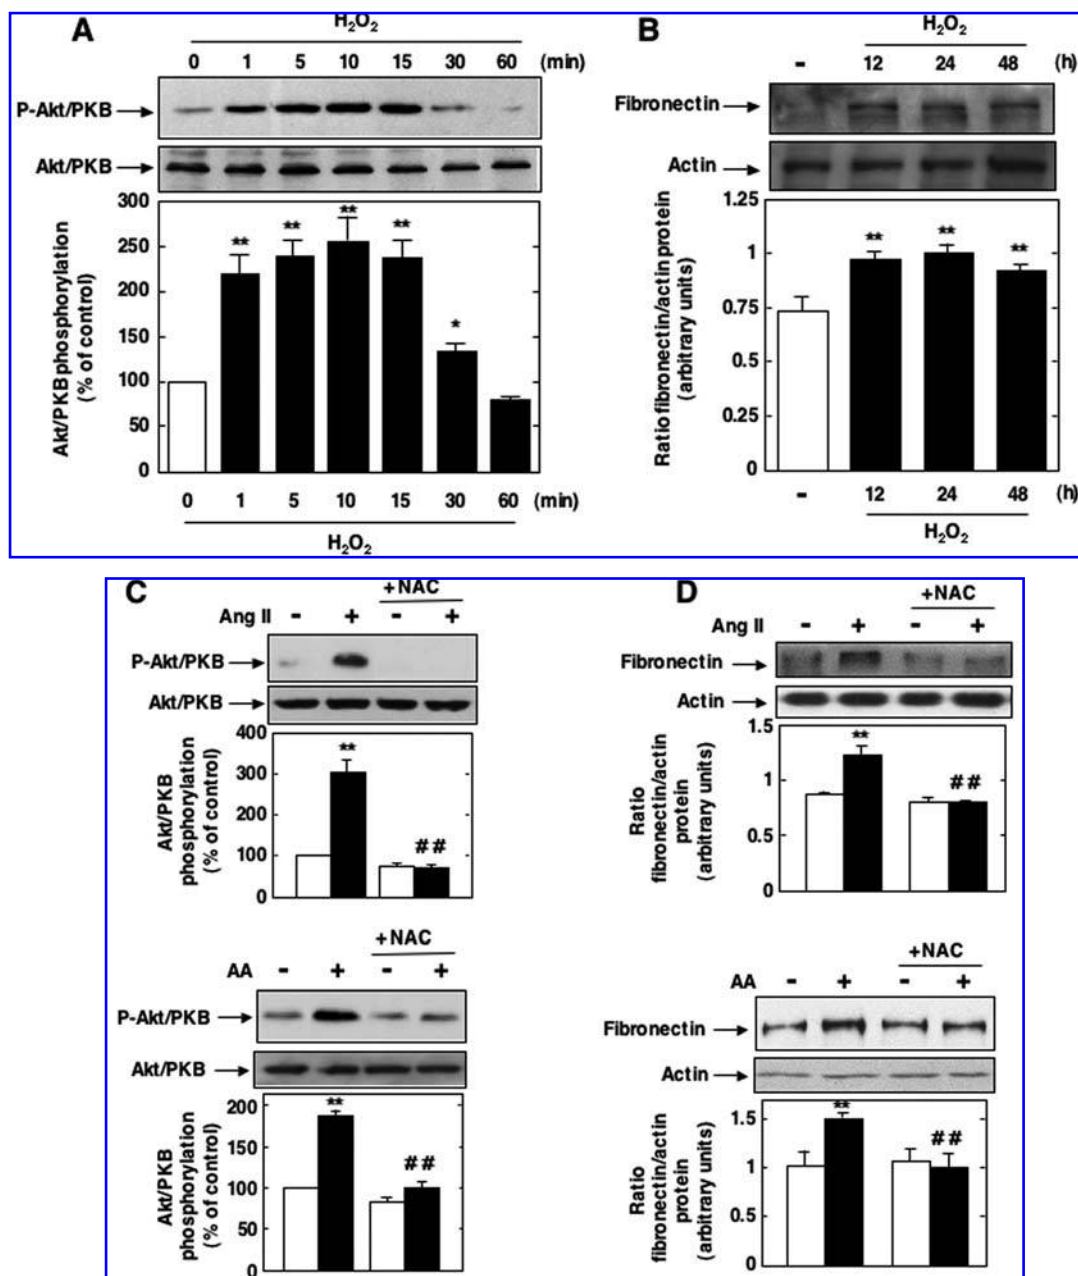 A
H₂O₂
0 1 5 10 15 30 60 (min)
P-Akt/PKB
Akt/PKB
Akt/PKB phosphorylation
(% of control)
300
250
200
150
100
50
0
** ** ** ** *
0 1 5 10 15 30 60 (min)
H₂O₂
B
H₂O₂
- 12 24 48 (h)
Fibronectin
Actin
Ratio fibronectin/actin protein
(arbitrary units)
1.25
1
0.75
0.5
0.25
0
** ** **
- 12 24 48 (h)
H₂O₂
C
+NAC
Ang II - + - +
P-Akt/PKB
Akt/PKB
Akt/PKB
phosphorylation
(% of control)
400
300
200
100
0
** ##
+NAC
AA - + - +
P-Akt/PKB
Akt/PKB
Akt/PKB
phosphorylation
(% of control)
200
150
100
50
0
** ##
D
+NAC
Ang II - + - +
Fibronectin
Actin
Ratio
fibronectin/actin
protein
(arbitrary units)
1.5
1
0.5
0
** ##
+NAC
AA - + - +
Fibronectin
Actin
Ratio
fibronectin/actin
protein
(arbitrary units)
1.5
1
0.5
0
** ##